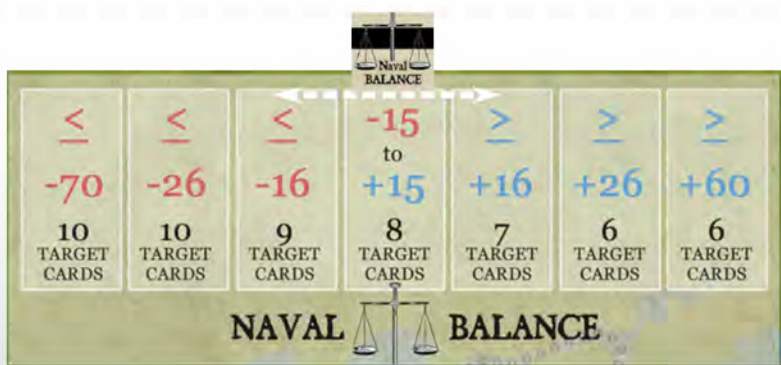 Naval
BALANCE
≤ ≤ ≤ -15 ≥ ≥ ≥
to
-70 -26 -16 +15 +16 +26 +60
10 10 9 8 7 6 6
TARGET TARGET TARGET TARGET TARGET TARGET TARGET
CARDS CARDS CARDS CARDS CARDS CARDS CARDS
NAVAL BALANCE